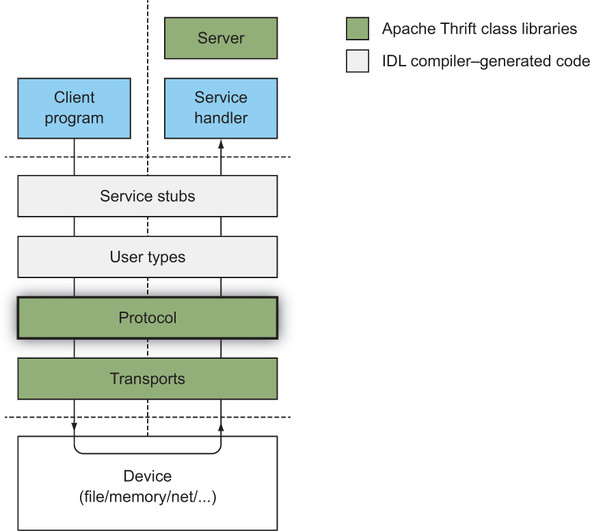 Server
Apache Thrift class libraries
IDL compiler–generated code
Client
program
Service
handler
Service stubs
User types
Protocol
Transports
Device
(file/memory/net/...)